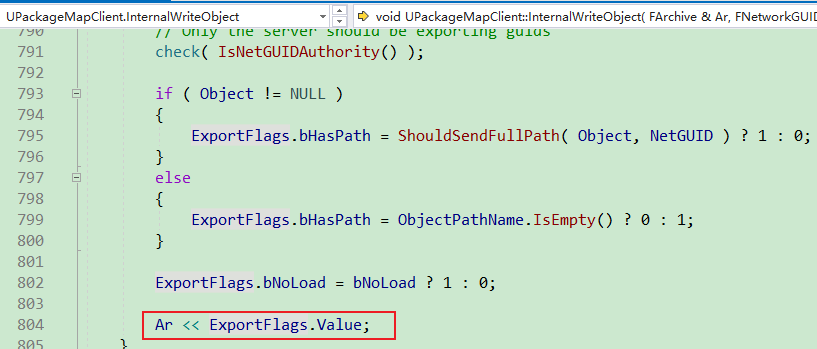 UPackageMapClient.InternalWriteObject
void UPackageMapClient::InternalWriteObject( FArchive & Ar, FNetworkGUID
790 // Only the server should be exporting guids
791 check( IsNetGUIDAuthority() );
792
793 if ( Object != NULL )
794 {
795 ExportFlags.bHasPath = ShouldSendFullPath( Object, NetGUID ) ? 1 : 0;
796 }
797 else
798 {
799 ExportFlags.bHasPath = ObjectPathName.IsEmpty() ? 0 : 1;
800 }
801
802 ExportFlags.bNoLoad = bNoLoad ? 1 : 0;
803
804 Ar << ExportFlags.Value;
805 }